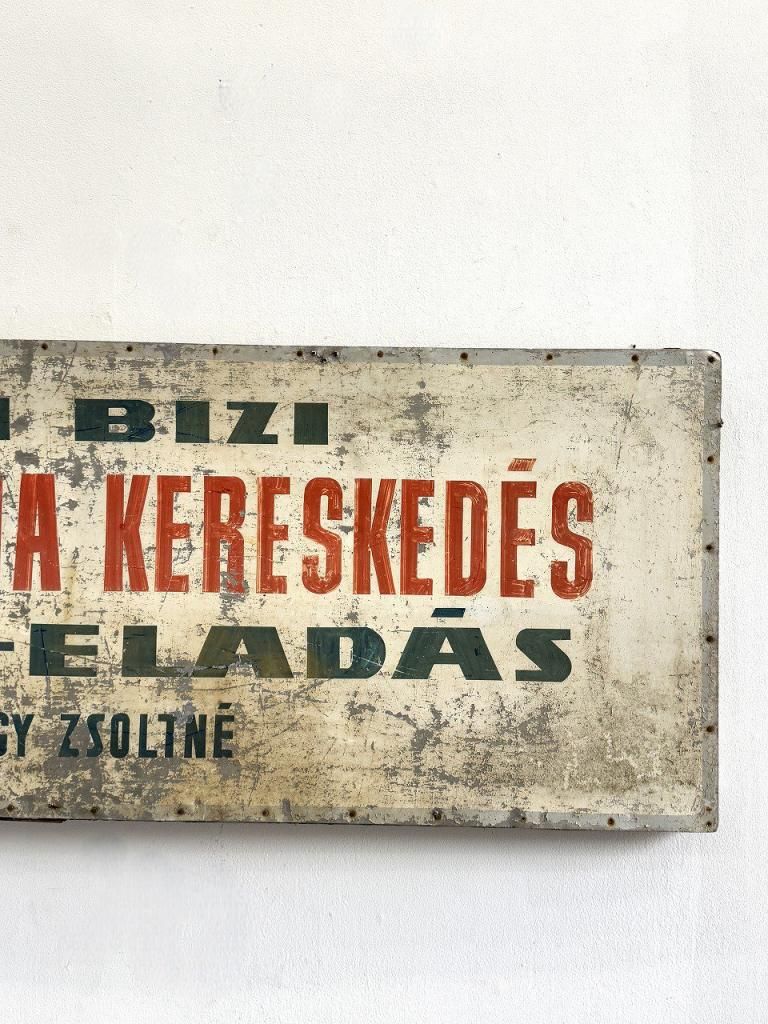 I BIZI
A KERESKEDÉS
-ELADÁS
GY ZSOLTNÉ